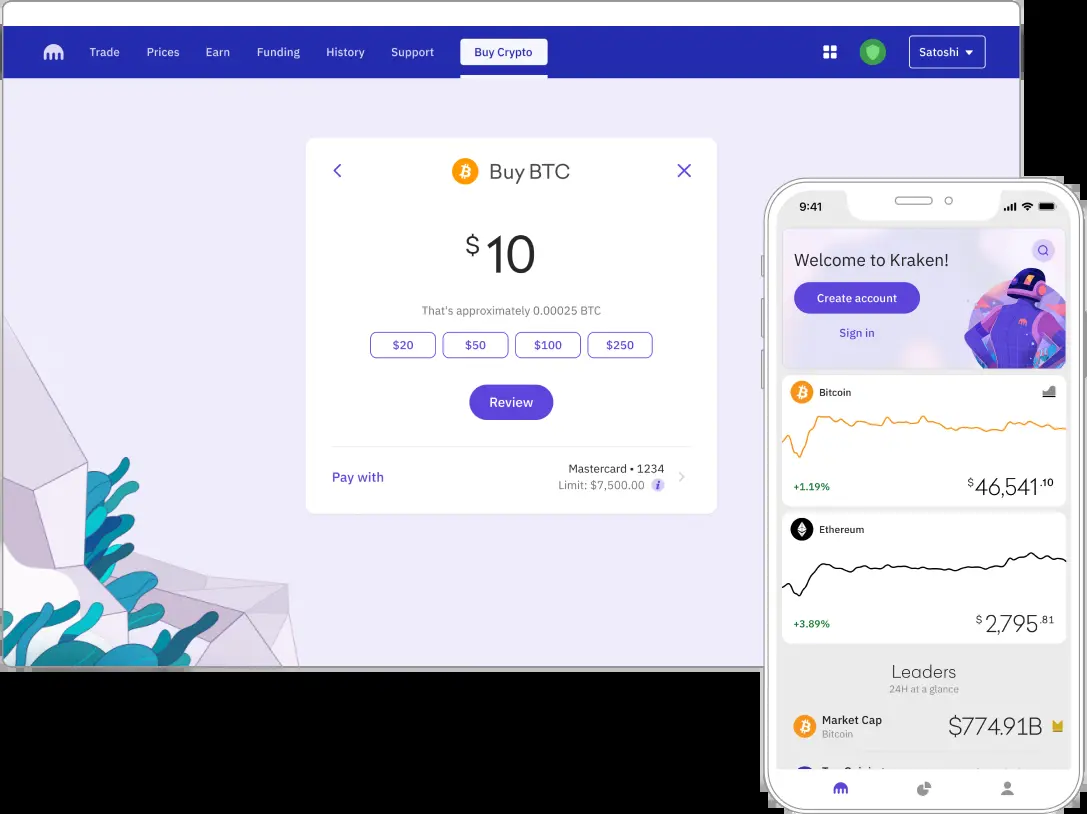 Trade Prices Earn Funding History Support Buy Crypto Satoshi
Buy BTC
$10
That's approximately 0.00025 BTC
$20 $50 $100 $250
Review
Pay with
Mastercard • 1234
Limit: $7,500.00 i
9:41
Welcome to Kraken!
Create account
Sign in
Bitcoin
+1.19% $46,541.10
Ethereum
+3.89% $2,795.81
Leaders
24H at a glance
Market Cap
Bitcoin
$774.91B